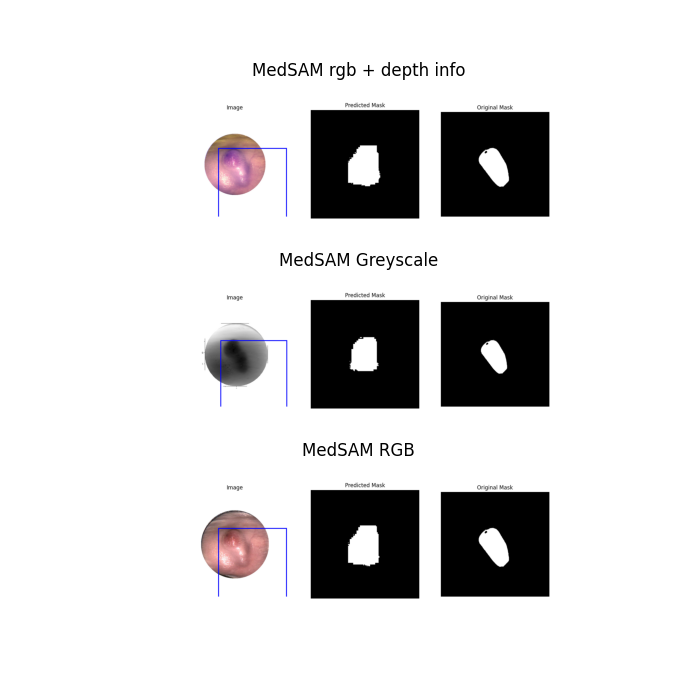 MedSAM rgb + depth info
Image
Predicted Mask
Original Mask
MedSAM Greyscale
Image
Predicted Mask
Original Mask
MedSAM RGB
Image
Predicted Mask
Original Mask